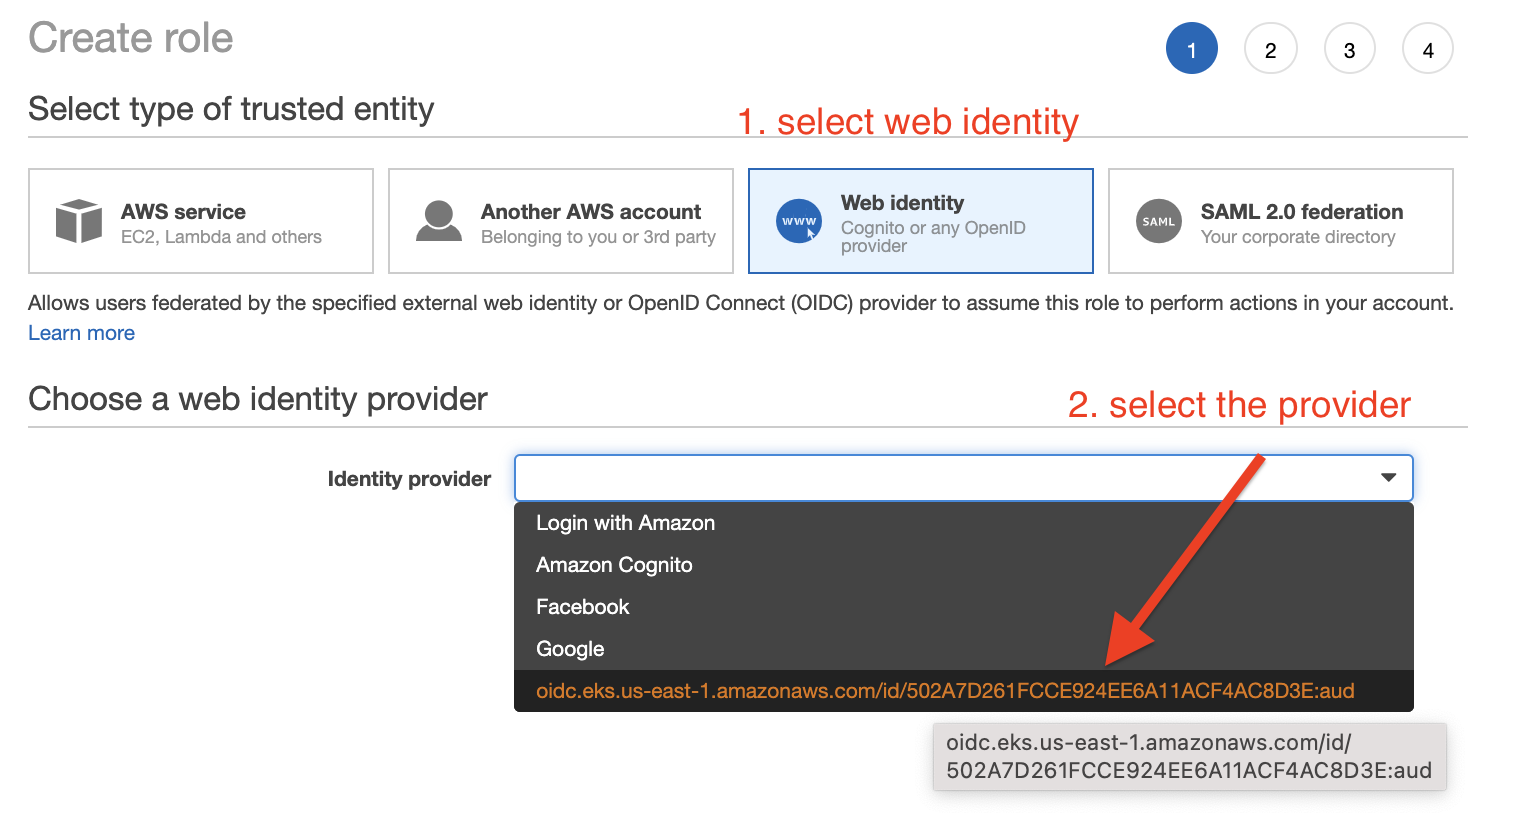 Create role
1 2 3 4
Select type of trusted entity
1. select web identity
AWS service
EC2, Lambda and others
Another AWS account
Belonging to you or 3rd party
www
Web identity
Cognito or any OpenID
provider
SAML
SAML 2.0 federation
Your corporate directory
Allows users federated by the specified external web identity or OpenID Connect (OIDC) provider to assume this role to perform actions in your account.
Learn more
Choose a web identity provider
2. select the provider
Identity provider
Login with Amazon
Amazon Cognito
Facebook
Google
oidc.eks.us-east-1.amazonaws.com/id/502A7D261FCCE924EE6A11ACF4AC8D3E:aud
oidc.eks.us-east-1.amazonaws.com/id/
502A7D261FCCE924EE6A11ACF4AC8D3E:aud